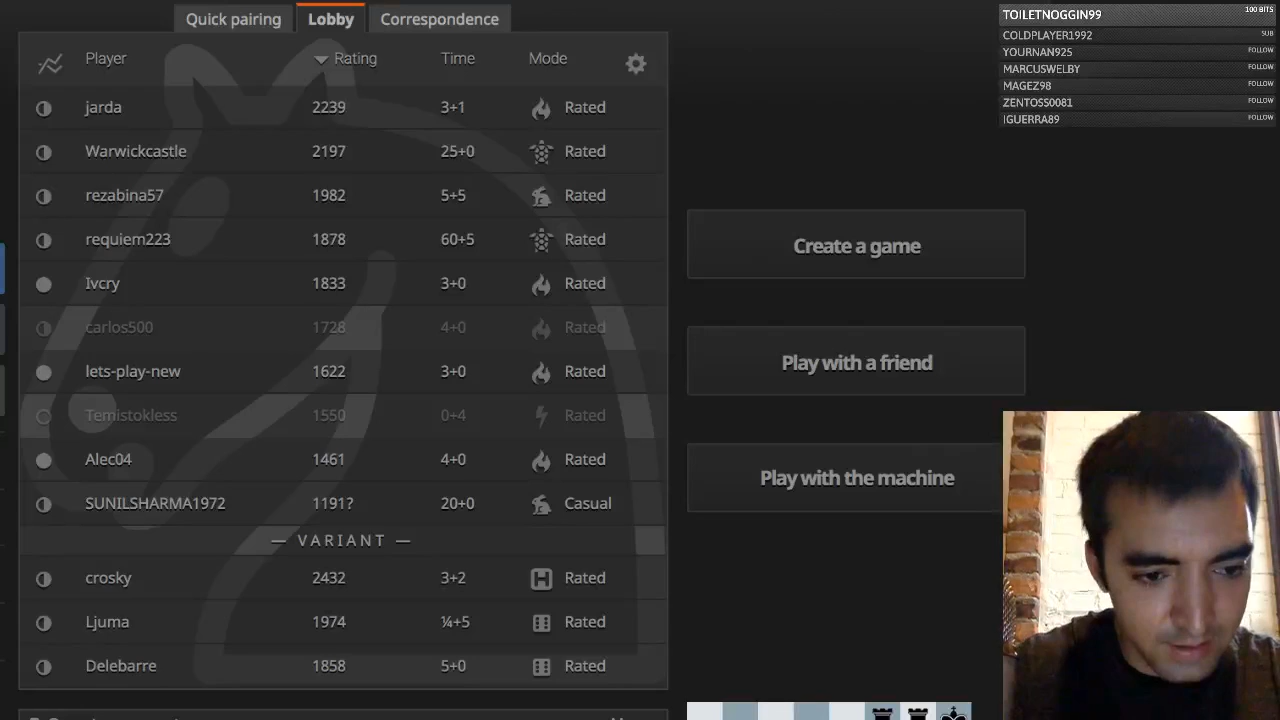 Quick pairing Lobby Correspondence
Player Rating Time Mode
jarda 2239 3+1 Rated
Warwickcastle 2197 25+0 Rated
rezabina57 1982 5+5 Rated
requiem223 1878 60+5 Rated
Ivcry 1833 3+0 Rated
carlos500 1728 4+0 Rated
lets-play-new 1622 3+0 Rated
Temistokless 1550 0+4 Rated
Alec04 1461 4+0 Rated
SUNILSHARMA1972 1191? 20+0 Casual
— VARIANT —
crosky 2432 3+2 Rated
Ljuma 1974 ¼+5 Rated
Delebarre 1858 5+0 Rated
Create a game
Play with a friend
Play with the machine
TOILETNOGGIN99 100 BITS
COLDPLAYER1992 SUB
YOURNAN925 FOLLOW
MARCUSWELBY FOLLOW
MAGEZ98 FOLLOW
ZENTOSS0081 FOLLOW
IGUERRA89 FOLLOW